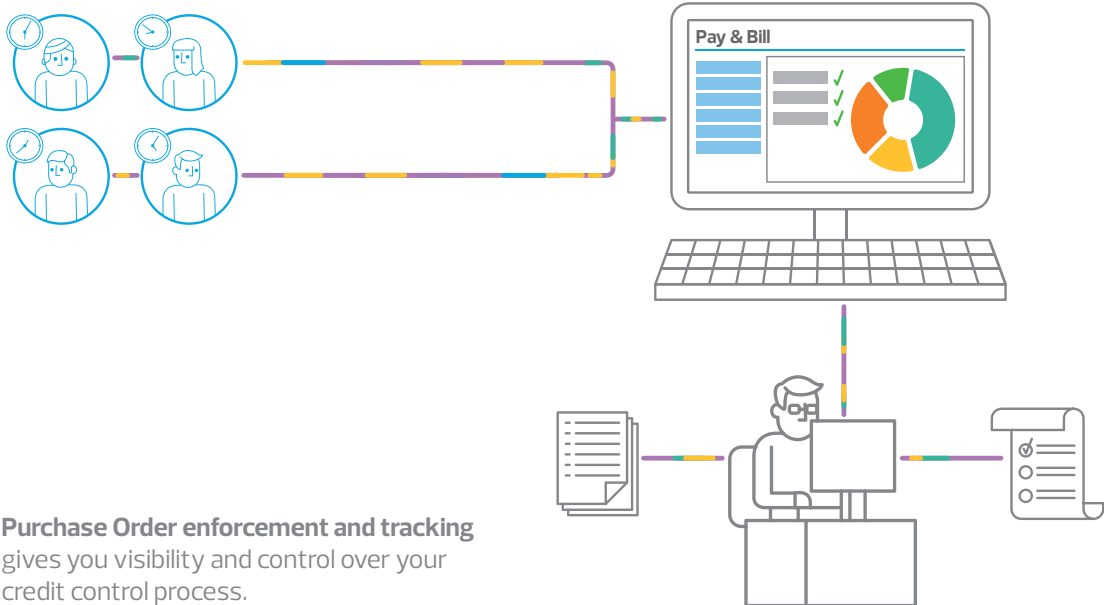 Pay & Bill
Purchase Order enforcement and tracking
gives you visibility and control over your
credit control process.